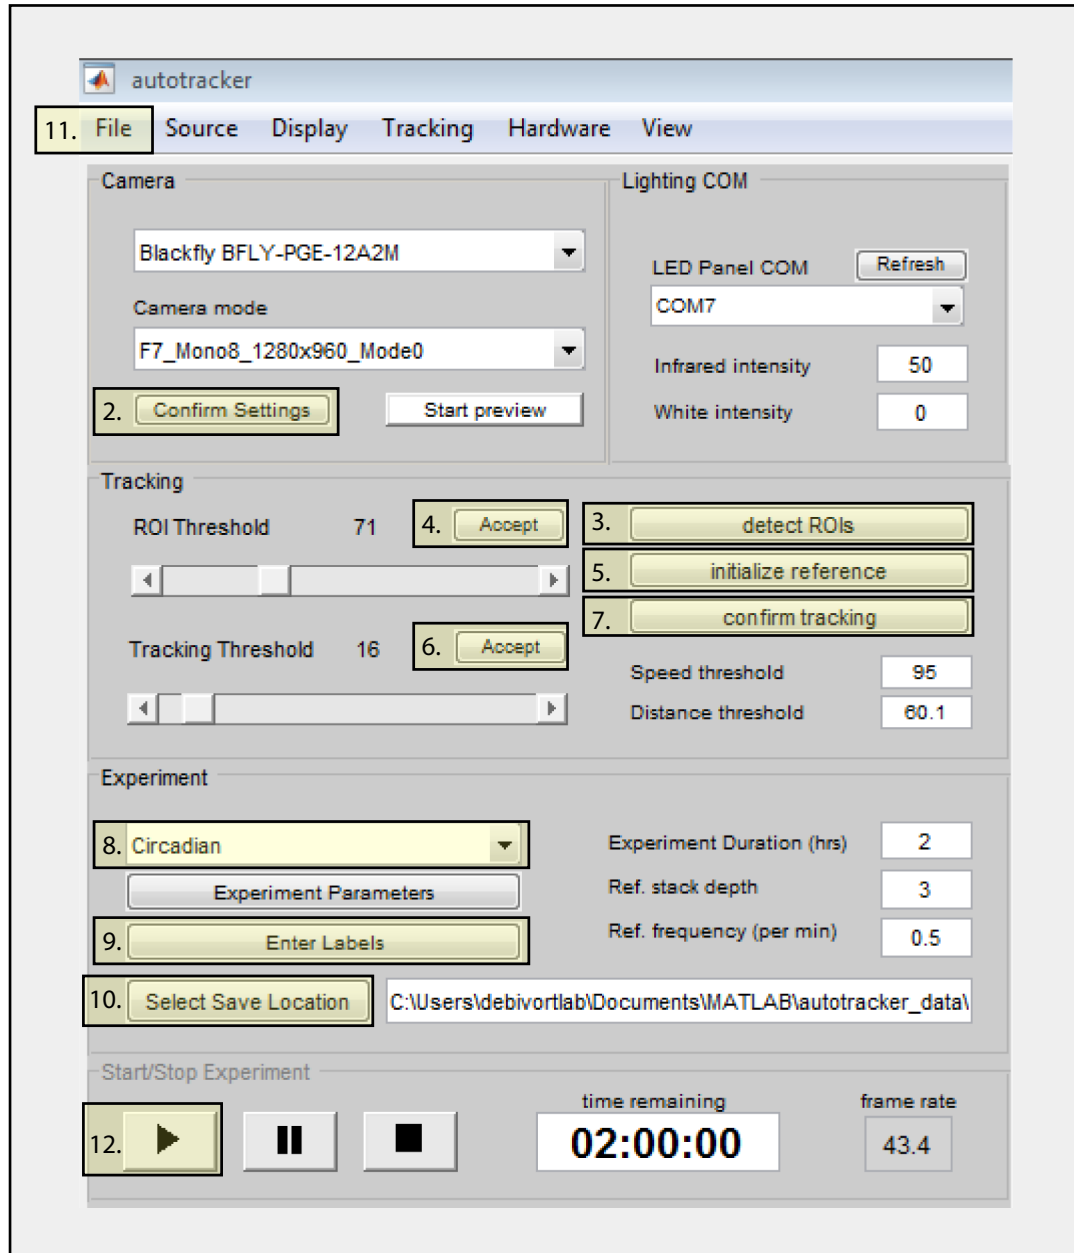 autotracker
11. File Source Display Tracking Hardware View
Camera
Blackfly BFLY-PGE-12A2M
Camera mode
F7_Mono8_1280x960_Mode0
2. Confirm Settings Start preview
Lighting COM
LED Panel COM Refresh
COM7
Infrared intensity 50
White intensity 0
Tracking
ROI Threshold 71 4. Accept 3. detect ROIs
5. initialize reference
7. confirm tracking
Tracking Threshold 16 6. Accept
Speed threshold 95
Distance threshold 60.1
Experiment
8. Circadian
Experiment Parameters
9. Enter Labels
Experiment Duration (hrs) 2
Ref. stack depth 3
Ref. frequency (per min) 0.5
10. Select Save Location C:\Users\debivortlab\Documents\MATLAB\autotracker_data\
Start/Stop Experiment
12.
time remaining
02:00:00
frame rate
43.4